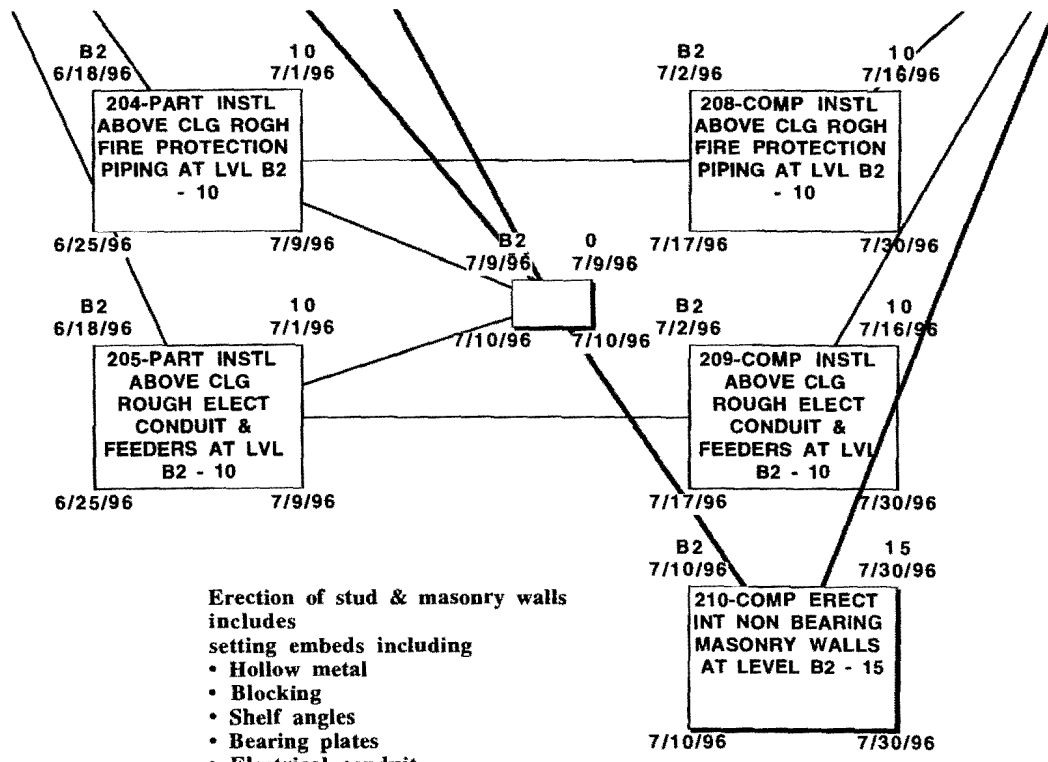 B2 10
6/18/96 7/1/96
204-PART INSTL
ABOVE CLG ROGH
FIRE PROTECTION
PIPING AT LVL B2
- 10
6/25/96 7/9/96
B2 10
7/2/96 7/16/96
208-COMP INSTL
ABOVE CLG ROGH
FIRE PROTECTION
PIPING AT LVL B2
- 10
7/17/96 7/30/96
B2 0
7/9/96 7/9/96
7/10/96 7/10/96
B2 10
6/18/96 7/1/96
205-PART INSTL
ABOVE CLG
ROUGH ELECT
CONDUIT &
FEEDERS AT LVL
B2 - 10
6/25/96 7/9/96
B2 10
7/2/96 7/16/96
209-COMP INSTL
ABOVE CLG
ROUGH ELECT
CONDUIT &
FEEDERS AT LVL
B2 - 10
7/17/96 7/30/96
B2 15
7/10/96 7/30/96
210-COMP ERECT
INT NON BEARING
MASONRY WALLS
AT LEVEL B2 - 15
7/10/96 7/30/96
Erection of stud & masonry walls
includes
setting embeds including
• Hollow metal
• Blocking
• Shelf angles
• Bearing plates
• Electrical conduit